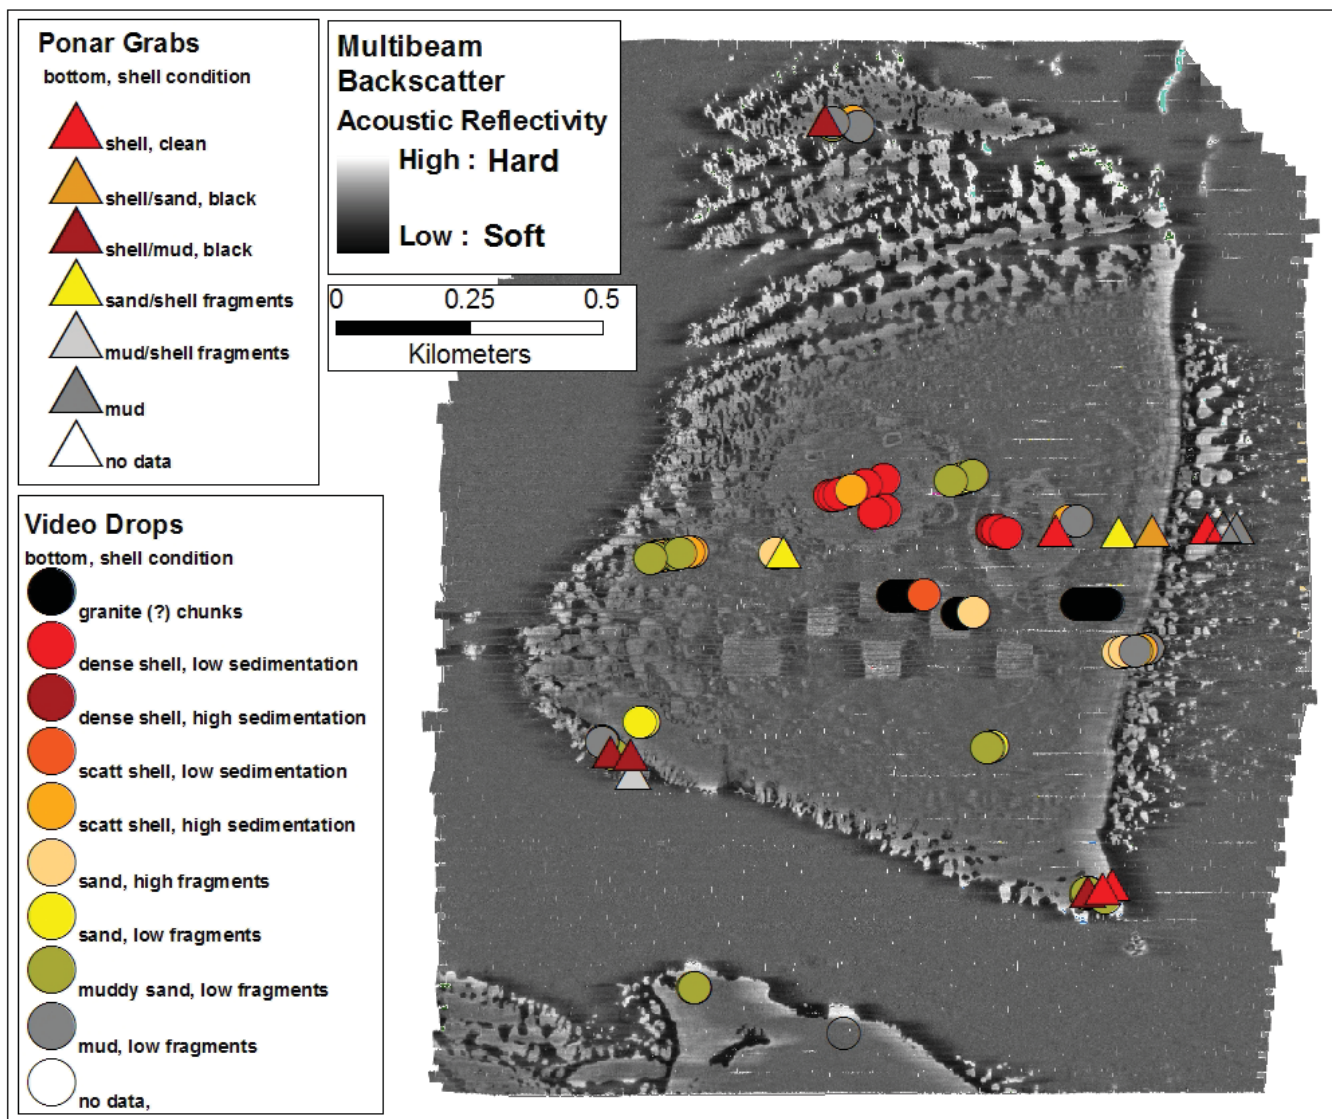 Ponar Grabs
bottom, shell condition
shell, clean
shell/sand, black
shell/mud, black
sand/shell fragments
mud/shell fragments
mud
no data
Multibeam
Backscatter
Acoustic Reflectivity
High : Hard
Low : Soft
0 0.25 0.5
Kilometers
Video Drops
bottom, shell condition
granite (?) chunks
dense shell, low sedimentation
dense shell, high sedimentation
scatt shell, low sedimentation
scatt shell, high sedimentation
sand, high fragments
sand, low fragments
muddy sand, low fragments
mud, low fragments
no data,